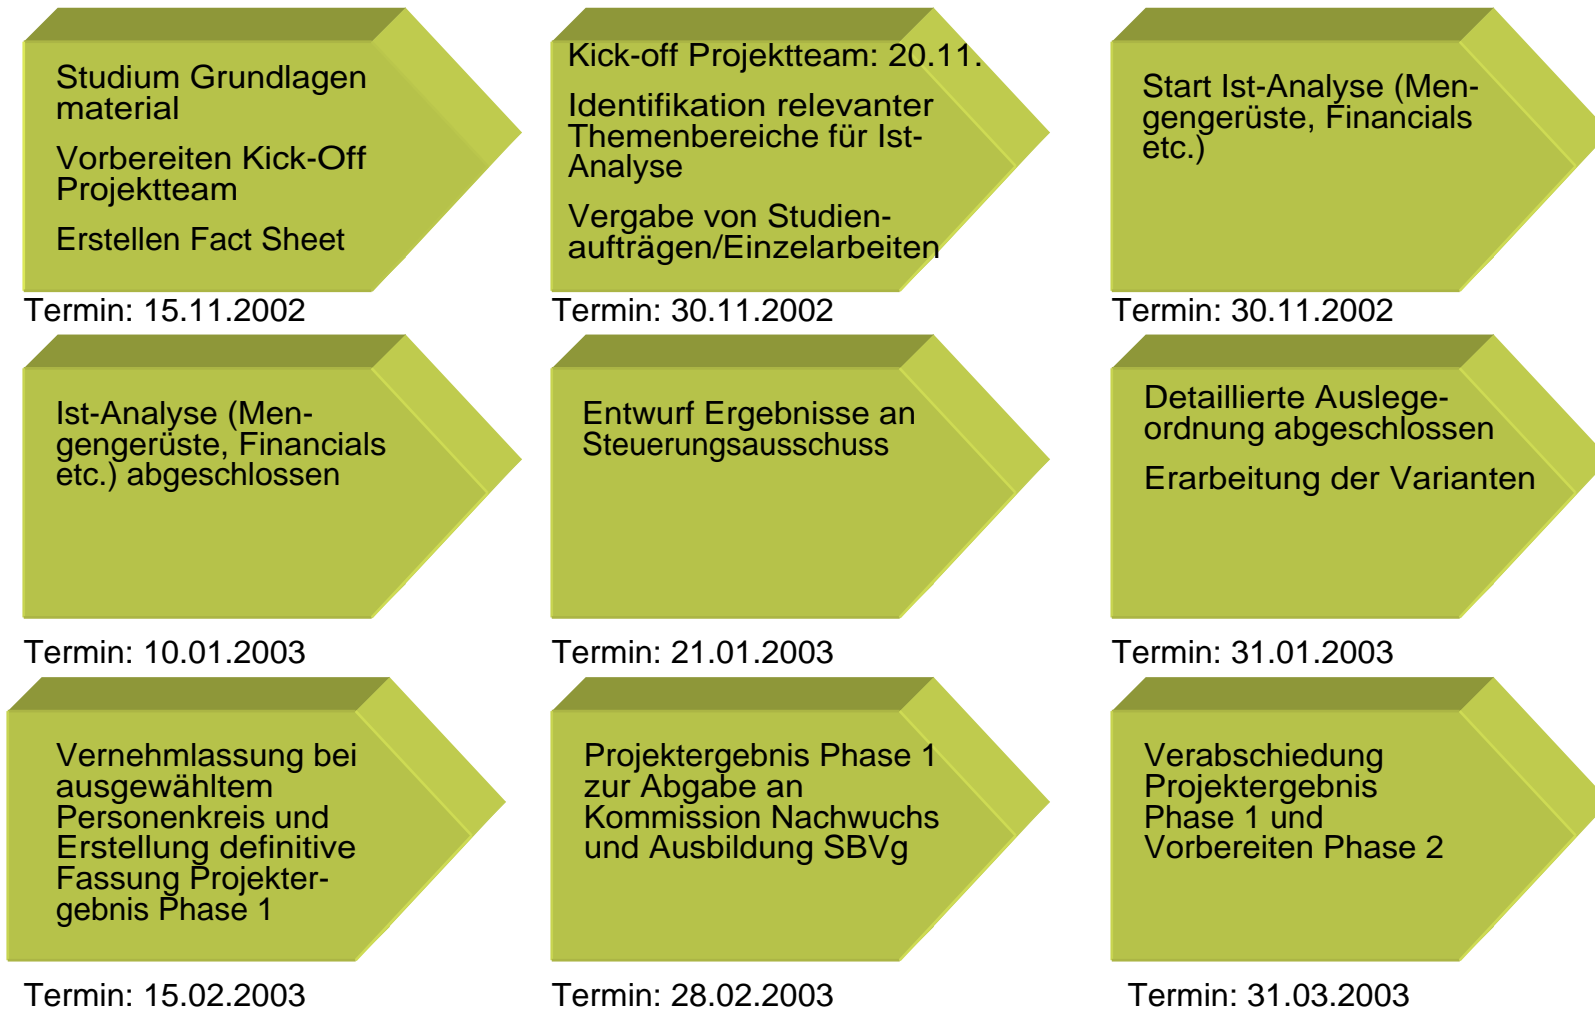 Studium Grundlagen
material
Vorbereiten Kick-Off
Projektteam
Erstellen Fact Sheet
Termin: 15.11.2002
Kick-off Projektteam: 20.11.
Identifikation relevanter
Themenbereiche für Ist-
Analyse
Vergabe von Studien-
aufträgen/Einzelarbeiten
Termin: 30.11.2002
Start Ist-Analyse (Men-
gengerüste, Financials
etc.)
Termin: 30.11.2002
Ist-Analyse (Men-
gengerüste, Financials
etc.) abgeschlossen
Termin: 10.01.2003
Entwurf Ergebnisse an
Steuerungsausschuss
Termin: 21.01.2003
Detaillierte Auslege-
ordnung abgeschlossen
Erarbeitung der Varianten
Termin: 31.01.2003
Vernehmlassung bei
ausgewähltem
Personenkreis und
Erstellung definitive
Fassung Projekter-
gebnis Phase 1
Termin: 15.02.2003
Projektergebnis Phase 1
zur Abgabe an
Kommission Nachwuchs
und Ausbildung SBVg
Termin: 28.02.2003
Verabschiedung
Projektergebnis
Phase 1 und
Vorbereiten Phase 2
Termin: 31.03.2003